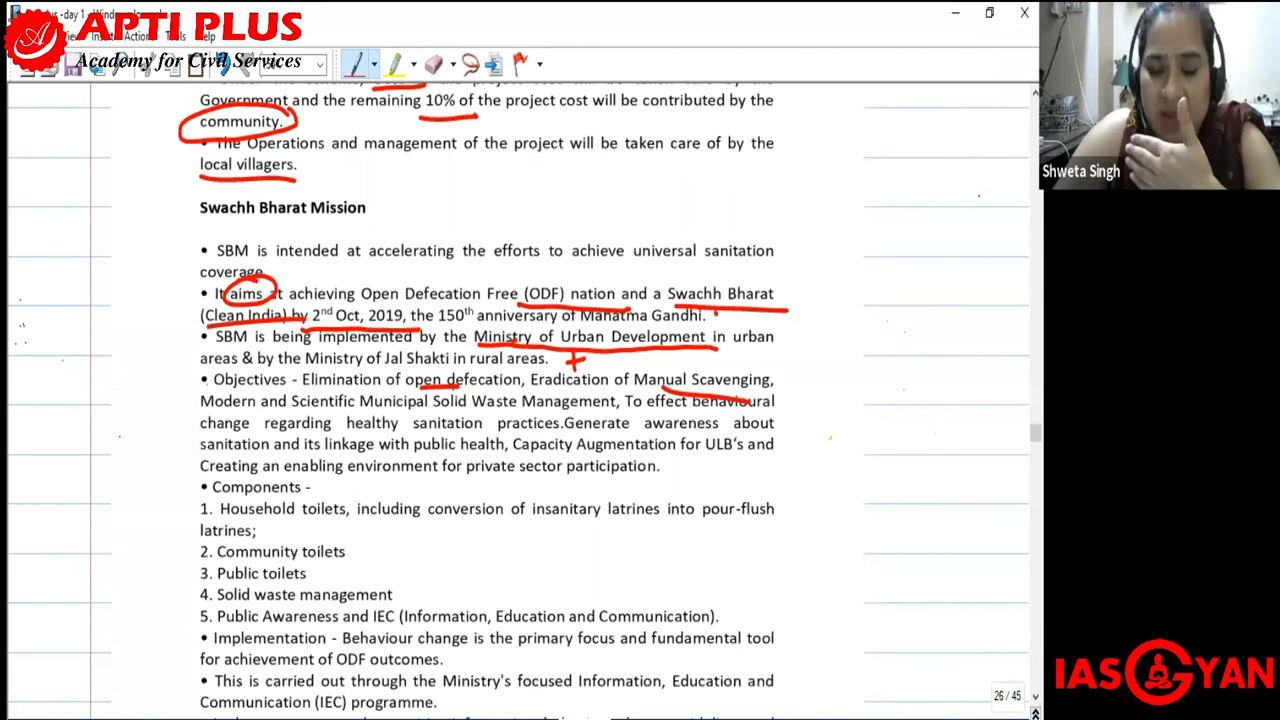 APTI PLUS
Academy for Civil Services
Government and the remaining 10% of the project cost will be contributed by the
community.
• The Operations and management of the project will be taken care of by the
local villagers.
Swachh Bharat Mission
• SBM is intended at accelerating the efforts to achieve universal sanitation
coverage
• It aims at achieving Open Defecation Free (ODF) nation and a Swachh Bharat
(Clean India) by 2nd Oct, 2019, the 150th anniversary of Mahatma Gandhi.
• SBM is being implemented by the Ministry of Urban Development in urban
areas & by the Ministry of Jal Shakti in rural areas. +
• Objectives - Elimination of open defecation, Eradication of Manual Scavenging,
Modern and Scientific Municipal Solid Waste Management, To effect behavioural
change regarding healthy sanitation practices.Generate awareness about
sanitation and its linkage with public health, Capacity Augmentation for ULB's and
Creating an enabling environment for private sector participation.
• Components -
1. Household toilets, including conversion of insanitary latrines into pour-flush
latrines;
2. Community toilets
3. Public toilets
4. Solid waste management
5. Public Awareness and IEC (Information, Education and Communication).
• Implementation - Behaviour change is the primary focus and fundamental tool
for achievement of ODF outcomes.
• This is carried out through the Ministry's focused Information, Education and
Communication (IEC) programme.
26/45
Shweta Singh
IASGYAN